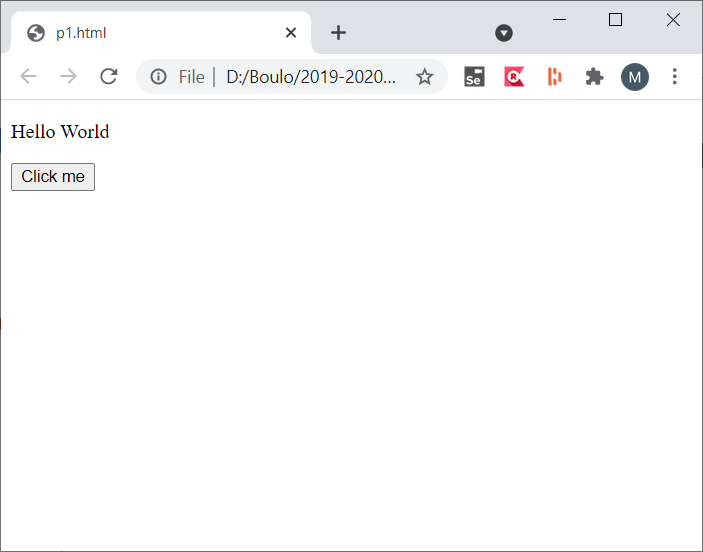 p1.html
File | D:/Boulo/2019-2020... Se R M
Hello World
Click me